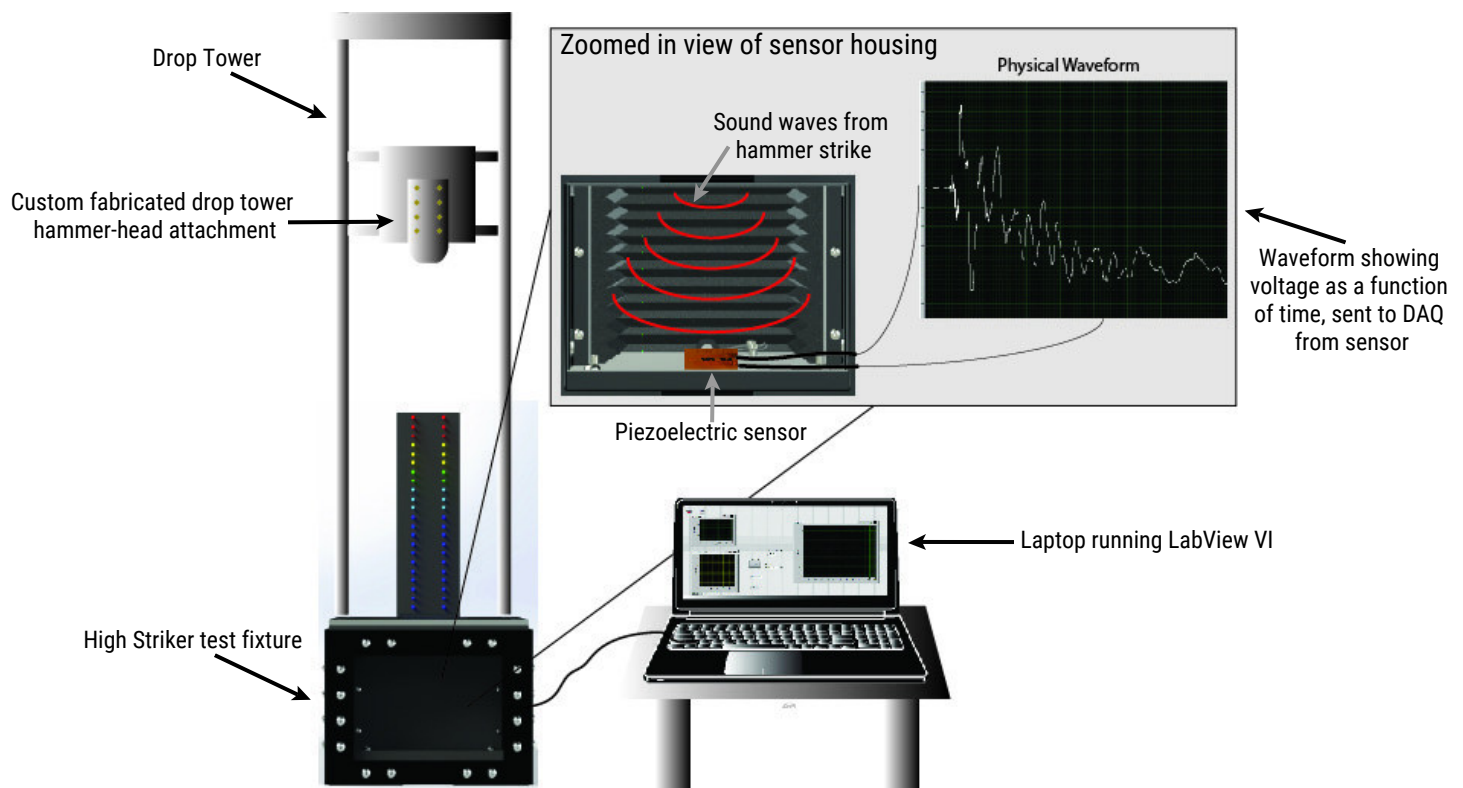 Drop Tower
Custom fabricated drop tower
hammer-head attachment
High Striker test fixture
Zoomed in view of sensor housing
Sound waves from
hammer strike
Piezoelectric sensor
Physical Waveform
Waveform showing
voltage as a function
of time, sent to DAQ
from sensor
Laptop running LabView VI